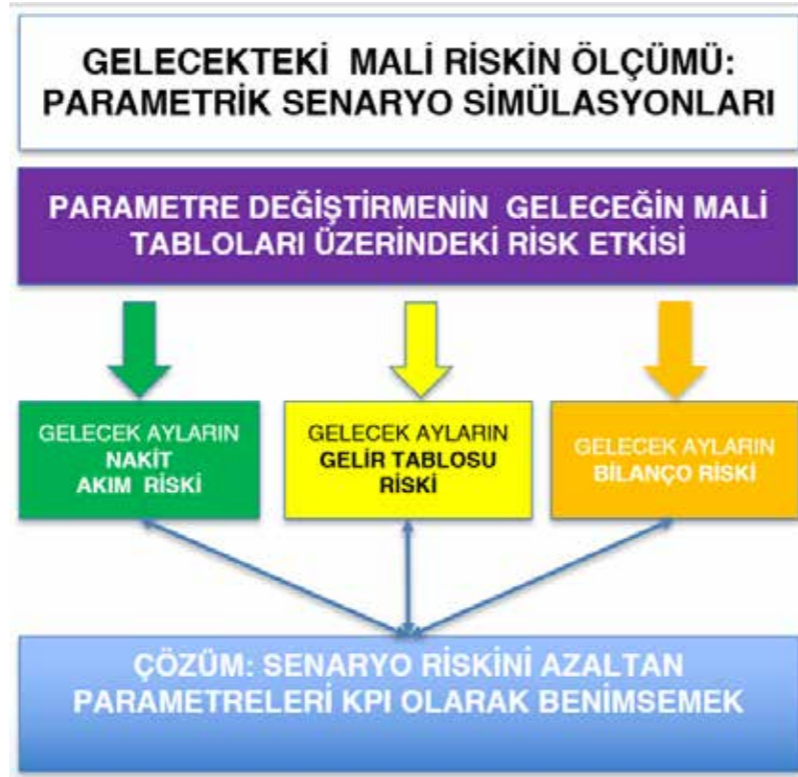 GELECEKTEKİ MALİ RİSKİN ÖLÇÜMÜ:
PARAMETRİK SENARYO SİMÜLASYONLARI
PARAMETRE DEĞİŞTİRMENİN GELECEĞİN MALİ
TABLOLARI ÜZERİNDEKİ RİSK ETKİSİ
GELECEK AYLARIN
NAKİT
AKIM RİSKİ
GELECEK AYLARIN
GELİR TABLOSU
RİSKİ
GELECEK AYLARIN
BİLANÇO RİSKİ
ÇÖZÜM: SENARYO RİSKİNİ AZALTAN
PARAMETRELERİ KPI OLARAK BENİMSEMEK